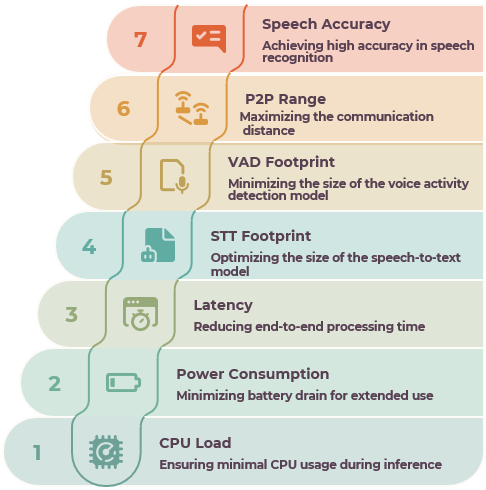 7
Speech Accuracy
Achieving high accuracy in speech
recognition
6
P2P Range
Maximizing the communication
distance
5
VAD Footprint
Minimizing the size of the voice activity
detection model
4
STT Footprint
Optimizing the size of the speech-to-text
model
3
Latency
Reducing end-to-end processing time
2
Power Consumption
Minimizing battery drain for extended use
1
CPU Load
Ensuring minimal CPU usage during inference